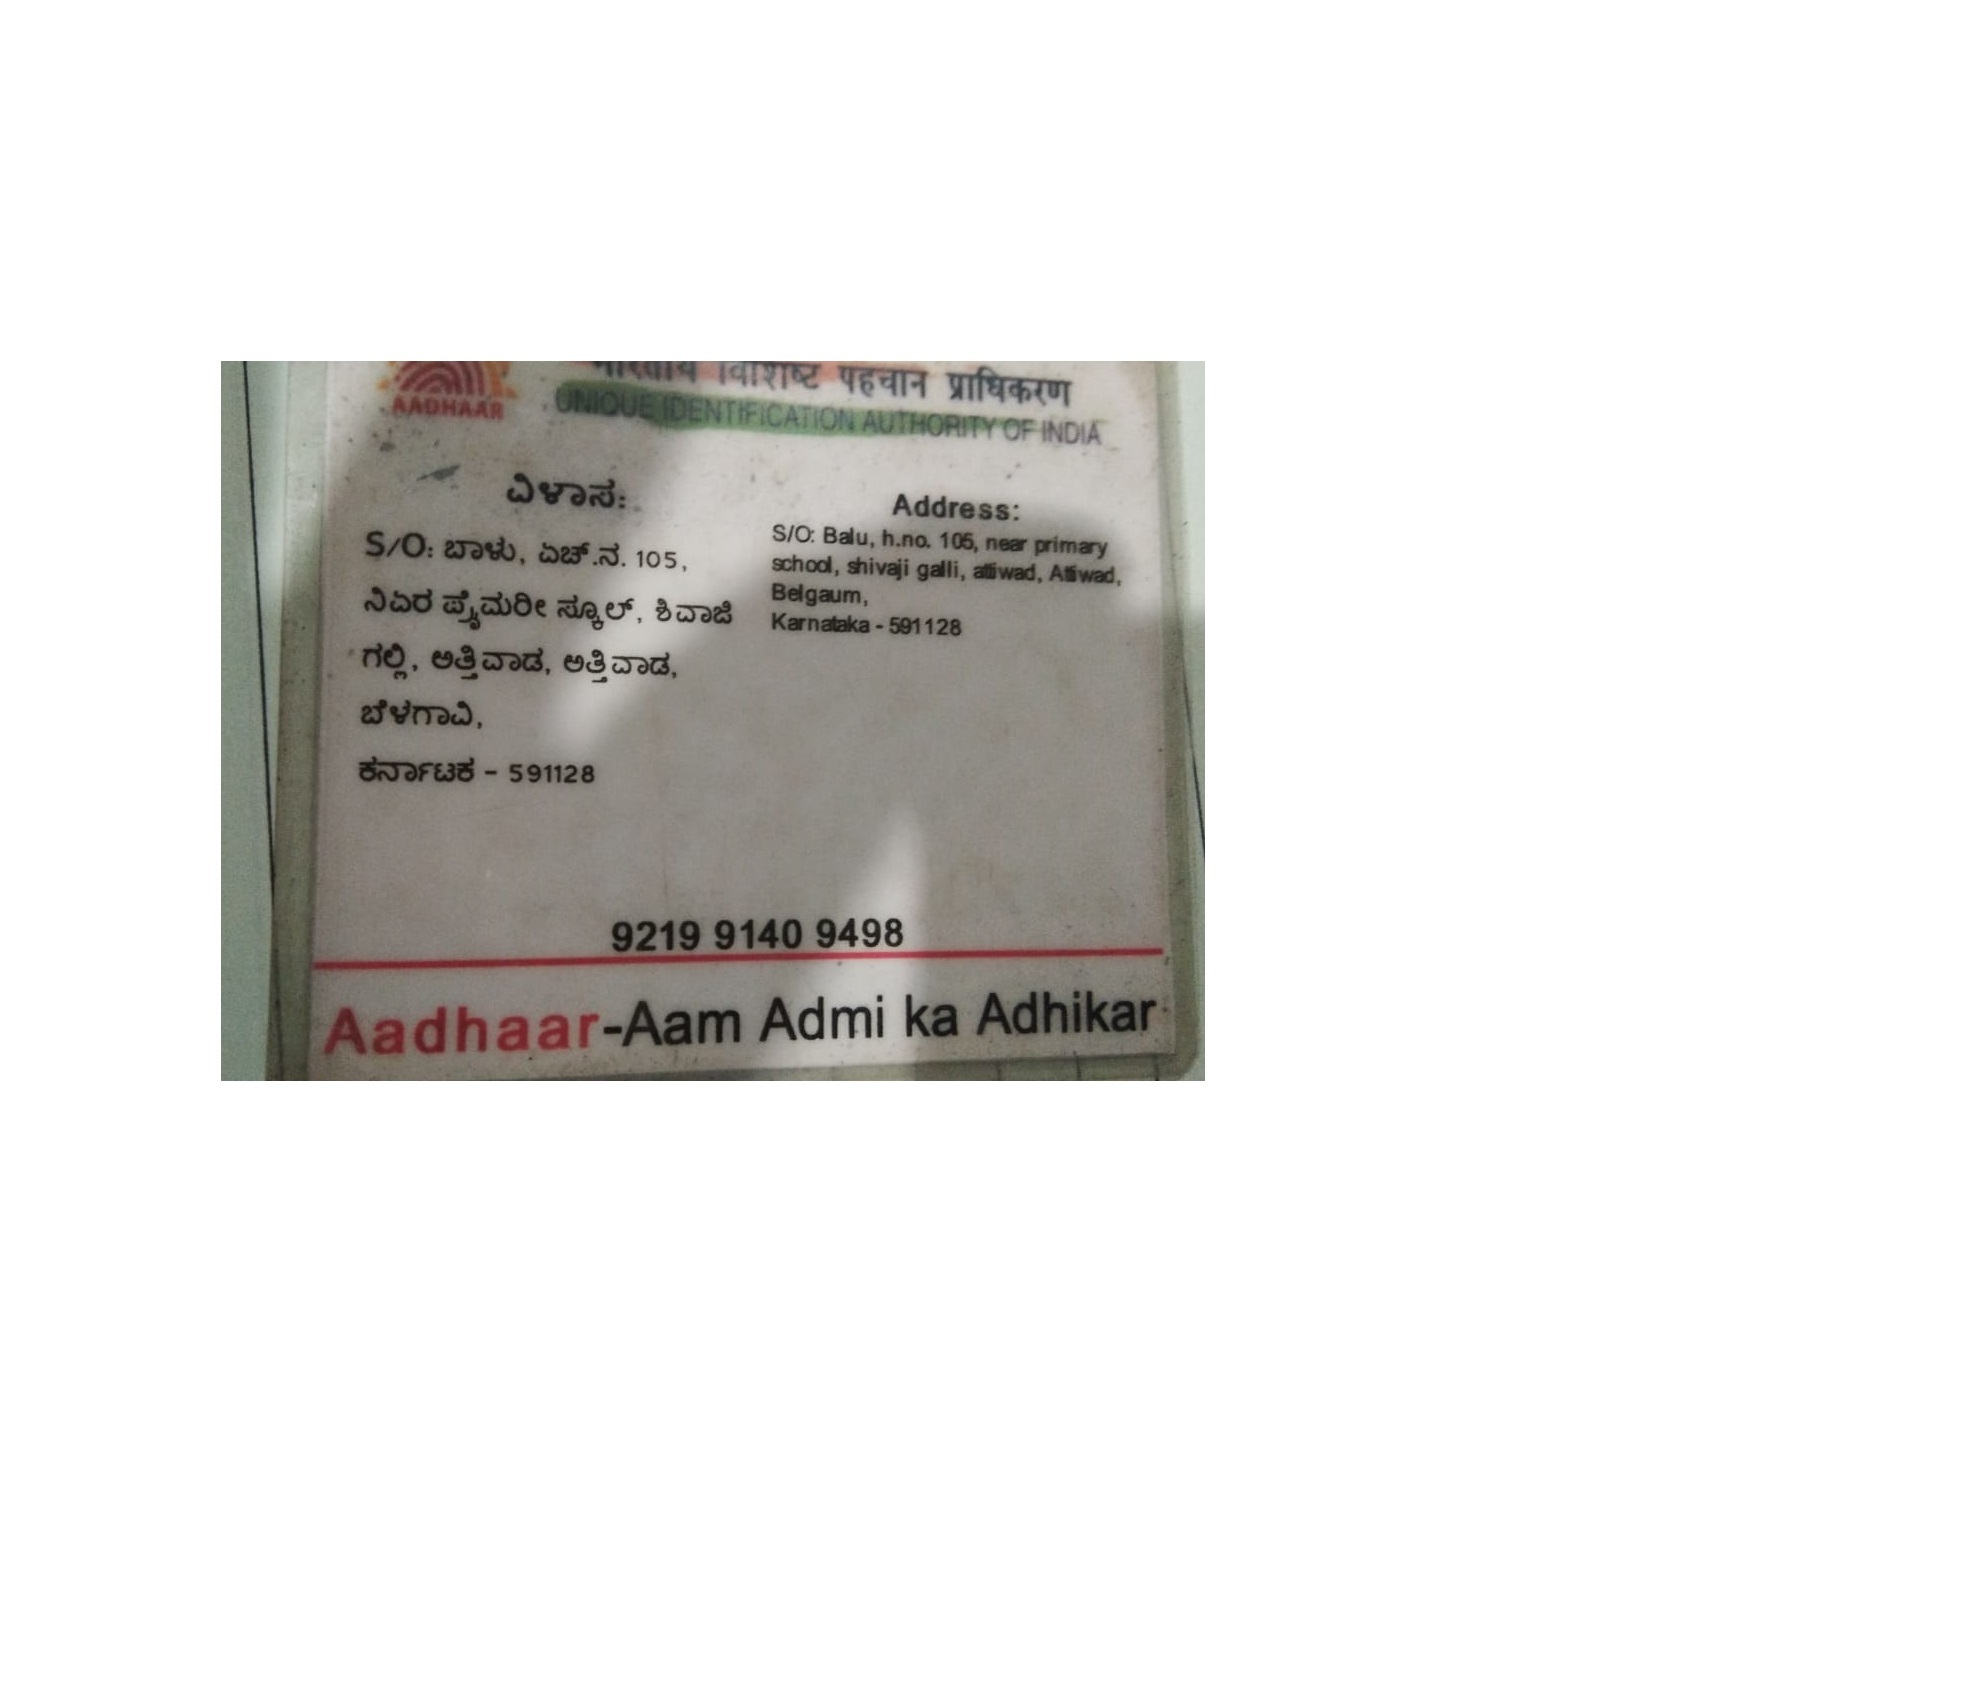 भारतीय विशिष्ट पहचान प्राधिकरण
AADHAAR
UNIQUE IDENTIFICATION AUTHORITY OF INDIA
ವಿಳಾಸ:
S/O: ಬಾಳು, ಏಚ್.ನ. 105,
ನಿಏರ ಪ್ರೈಮರೀ ಸ್ಕೂಲ್, ಶಿವಾಜಿ
ಗಲ್ಲಿ, ಅತ್ತಿವಾಡ, ಅತ್ತಿವಾಡ,
ಬೆಳಗಾವಿ,
ಕರ್ನಾಟಕ - 591128
Address:
S/O: Balu, h.no. 105, near primary
school, shivaji galli, attiwad, Attiwad,
Belgaum,
Karnataka - 591128
9219 9140 9498
Aadhaar-Aam Admi ka Adhikar